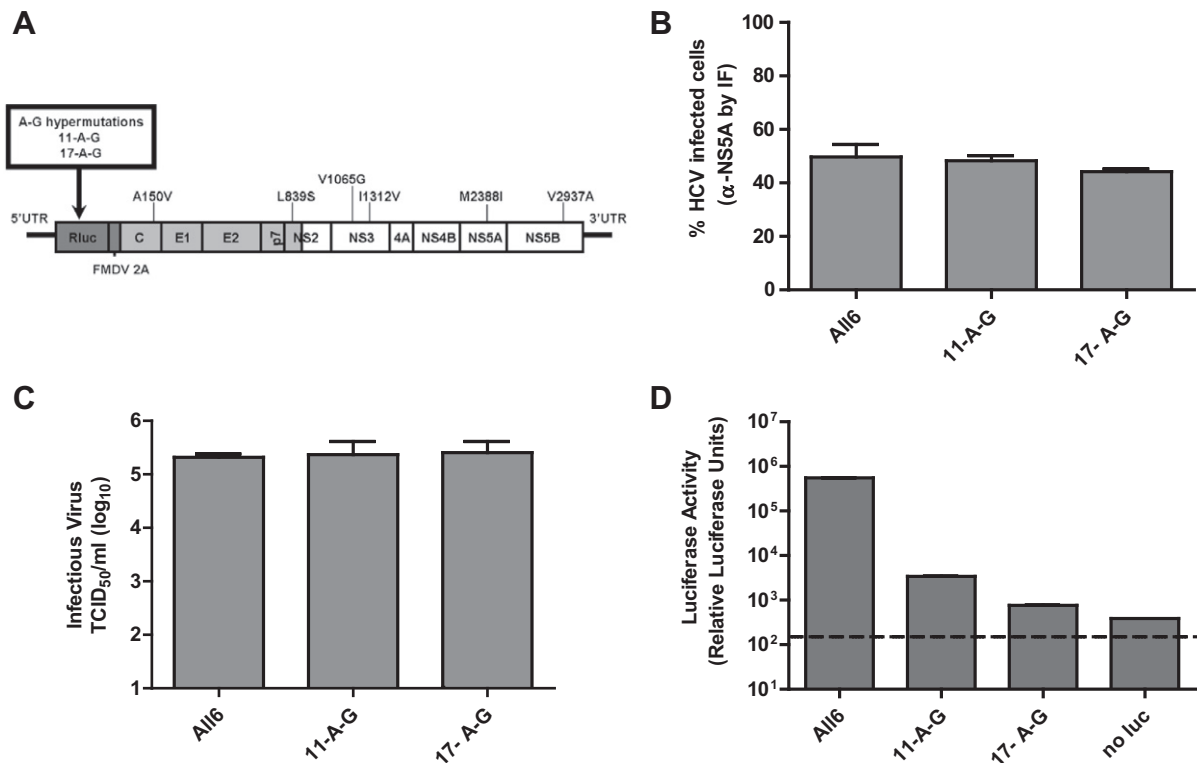 A
A-G hypermutations
11-A-G
17-A-G
A150V
L839S
V1065G
I1312V
M2388I
V2937A
5'UTR
3'UTR
Rluc
C
E1
E2
p7
NS2
NS3
4A
NS4B
NS5A
NS5B
FMDV 2A
B
% HCV infected cells
(α-NS5A by IF)
100
80
60
40
20
0
All6
11-A-G
17- A-G
C
Infectious Virus
TCID50/ml (log10)
6
5
4
3
2
1
All6
11-A-G
17- A-G
D
Luciferase Activity
(Relative Luciferase Units)
10^7
10^6
10^5
10^4
10^3
10^2
10^1
All6
11-A-G
17- A-G
no luc